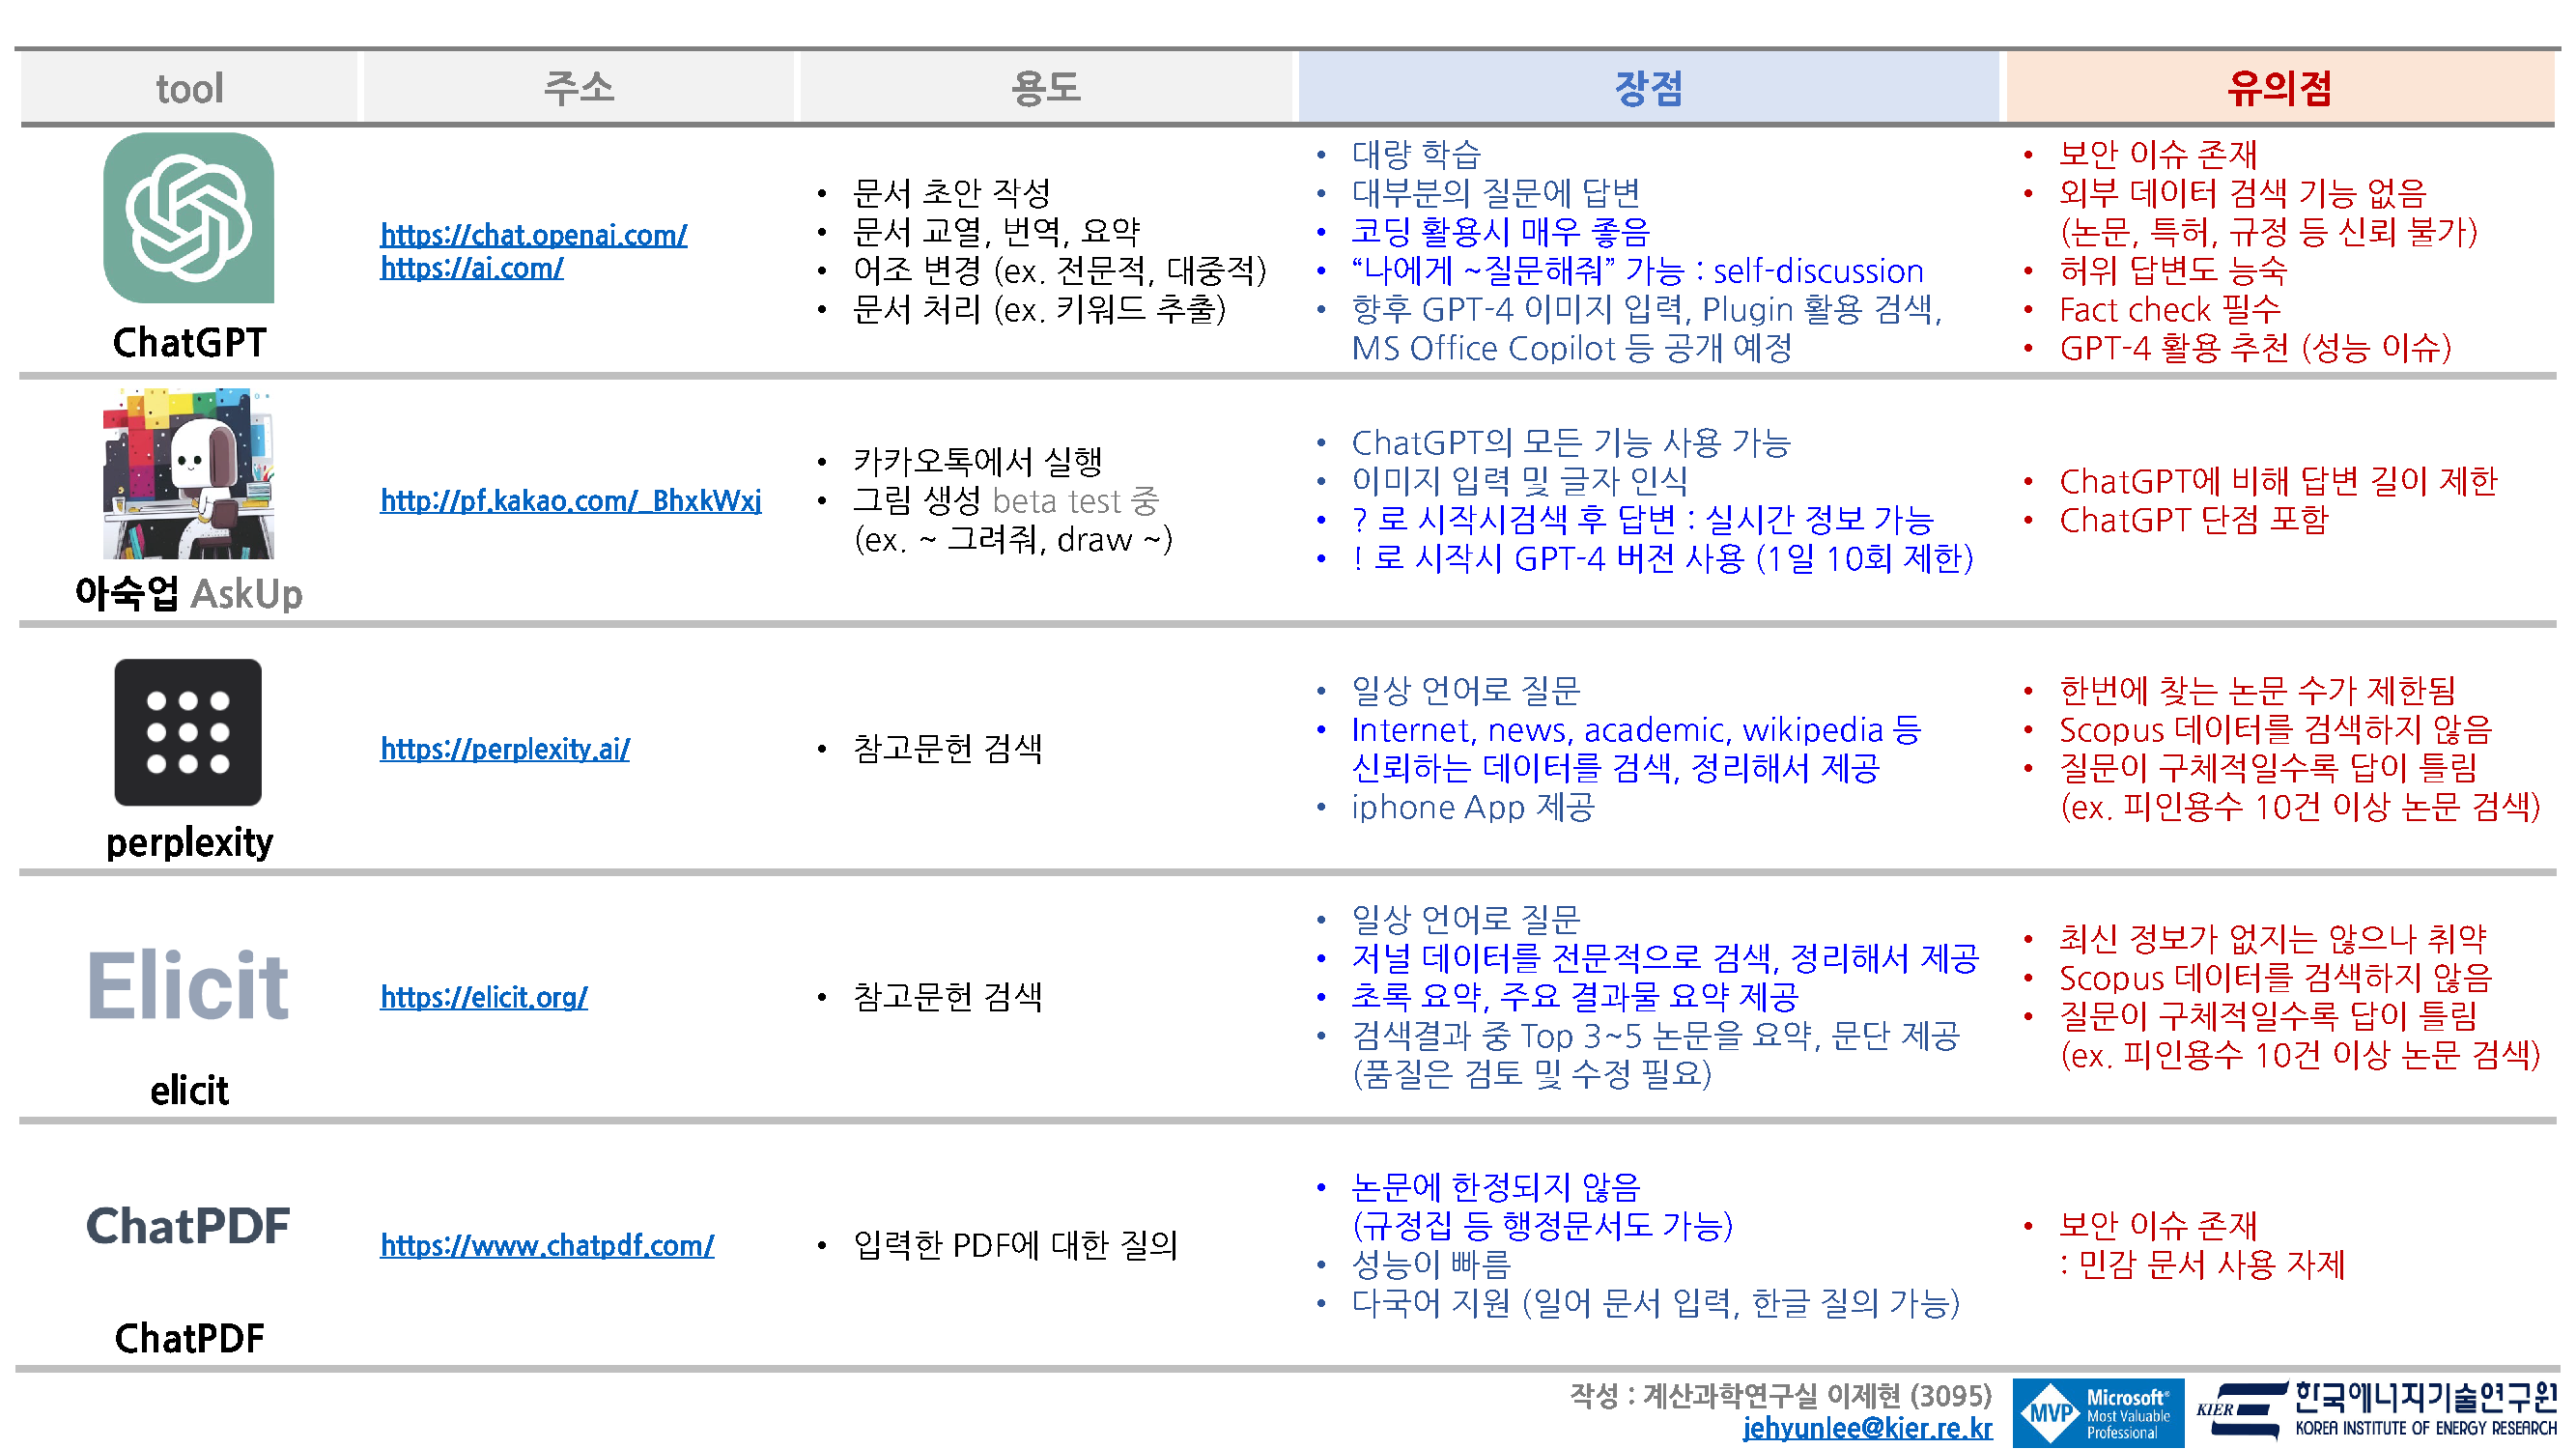 tool
주소
용도
장점
유의점
ChatGPT
https://chat.openai.com/
https://ai.com/
• 문서 초안 작성
• 문서 교열, 번역, 요약
• 어조 변경 (ex. 전문적, 대중적)
• 문서 처리 (ex. 키워드 추출)
• 대량 학습
• 대부분의 질문에 답변
• 코딩 활용시 매우 좋음
• “나에게 ~질문해줘” 가능 : self-discussion
• 향후 GPT-4 이미지 입력, Plugin 활용 검색,
MS Office Copilot 등 공개 예정
• 보안 이슈 존재
• 외부 데이터 검색 기능 없음
(논문, 특허, 규정 등 신뢰 불가)
• 허위 답변도 능숙
• Fact check 필수
• GPT-4 활용 추천 (성능 이슈)
아숙업 AskUp
http://pf.kakao.com/_BhxkWxj
• 카카오톡에서 실행
• 그림 생성 beta test 중
(ex. ~ 그려줘, draw ~)
• ChatGPT의 모든 기능 사용 가능
• 이미지 입력 및 글자 인식
• ? 로 시작시검색 후 답변 : 실시간 정보 가능
• ! 로 시작시 GPT-4 버전 사용 (1일 10회 제한)
• ChatGPT에 비해 답변 길이 제한
• ChatGPT 단점 포함
perplexity
https://perplexity.ai/
• 참고문헌 검색
• 일상 언어로 질문
• Internet, news, academic, wikipedia 등
신뢰하는 데이터를 검색, 정리해서 제공
• iphone App 제공
• 한번에 찾는 논문 수가 제한됨
• Scopus 데이터를 검색하지 않음
• 질문이 구체적일수록 답이 틀림
(ex. 피인용수 10건 이상 논문 검색)
Elicit
elicit
https://elicit.org/
• 참고문헌 검색
• 일상 언어로 질문
• 저널 데이터를 전문적으로 검색, 정리해서 제공
• 초록 요약, 주요 결과물 요약 제공
• 검색결과 중 Top 3~5 논문을 요약, 문단 제공
(품질은 검토 및 수정 필요)
• 최신 정보가 없지는 않으나 취약
• Scopus 데이터를 검색하지 않음
• 질문이 구체적일수록 답이 틀림
(ex. 피인용수 10건 이상 논문 검색)
ChatPDF
ChatPDF
https://www.chatpdf.com/
• 입력한 PDF에 대한 질의
• 논문에 한정되지 않음
(규정집 등 행정문서도 가능)
• 성능이 빠름
• 다국어 지원 (일어 문서 입력, 한글 질의 가능)
• 보안 이슈 존재
: 민감 문서 사용 자제
작성 : 계산과학연구실 이제현 (3095)
jehyunlee@kier.re.kr
MVP
Microsoft®
Most Valuable
Professional
KIER
한국에너지기술연구원
KOREA INSTITUTE OF ENERGY RESEARCH